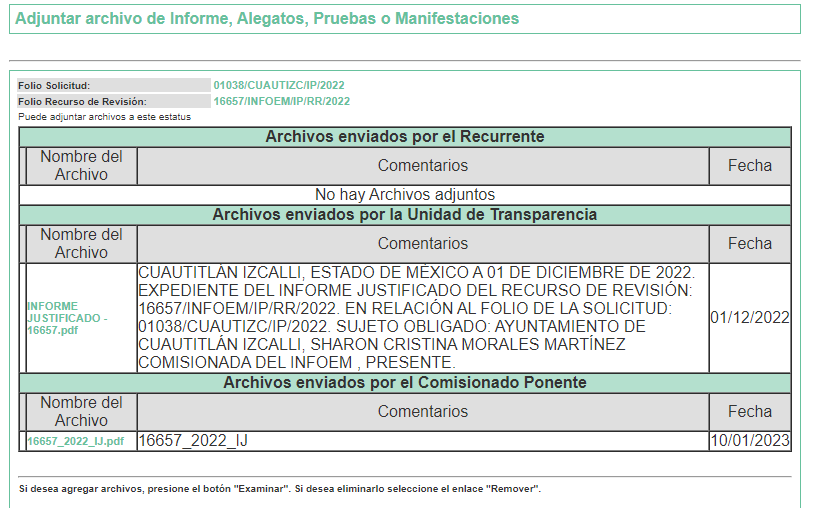 Adjuntar archivo de Informe, Alegatos, Pruebas o Manifestaciones
Folio Solicitud: 01038/CUAUTIZC/IP/2022
Folio Recurso de Revisión: 16657/INFOEM/IP/RR/2022
Puede adjuntar archivos a este estatus
Archivos enviados por el Recurrente
Nombre del
Archivo
Comentarios
Fecha
No hay Archivos adjuntos
Archivos enviados por la Unidad de Transparencia
Nombre del
Archivo
Comentarios
Fecha
INFORME
JUSTIFICADO -
16657.pdf
CUAUTITLÁN IZCALLI, ESTADO DE MÉXICO A 01 DE DICIEMBRE DE 2022.
EXPEDIENTE DEL INFORME JUSTIFICADO DEL RECURSO DE REVISIÓN:
16657/INFOEM/IP/RR/2022. EN RELACIÓN AL FOLIO DE LA SOLICITUD:
01038/CUAUTIZC/IP/2022. SUJETO OBLIGADO: AYUNTAMIENTO DE
CUAUTITLÁN IZCALLI, SHARON CRISTINA MORALES MARTÍNEZ
COMISIONADA DEL INFOEM , PRESENTE.
01/12/2022
Archivos enviados por el Comisionado Ponente
Nombre del
Archivo
Comentarios
Fecha
16657_2022_IJ.pdf
16657_2022_IJ
10/01/2023
Si desea agregar archivos, presione el botón "Examinar". Si desea eliminarlo seleccione el enlace "Remover".